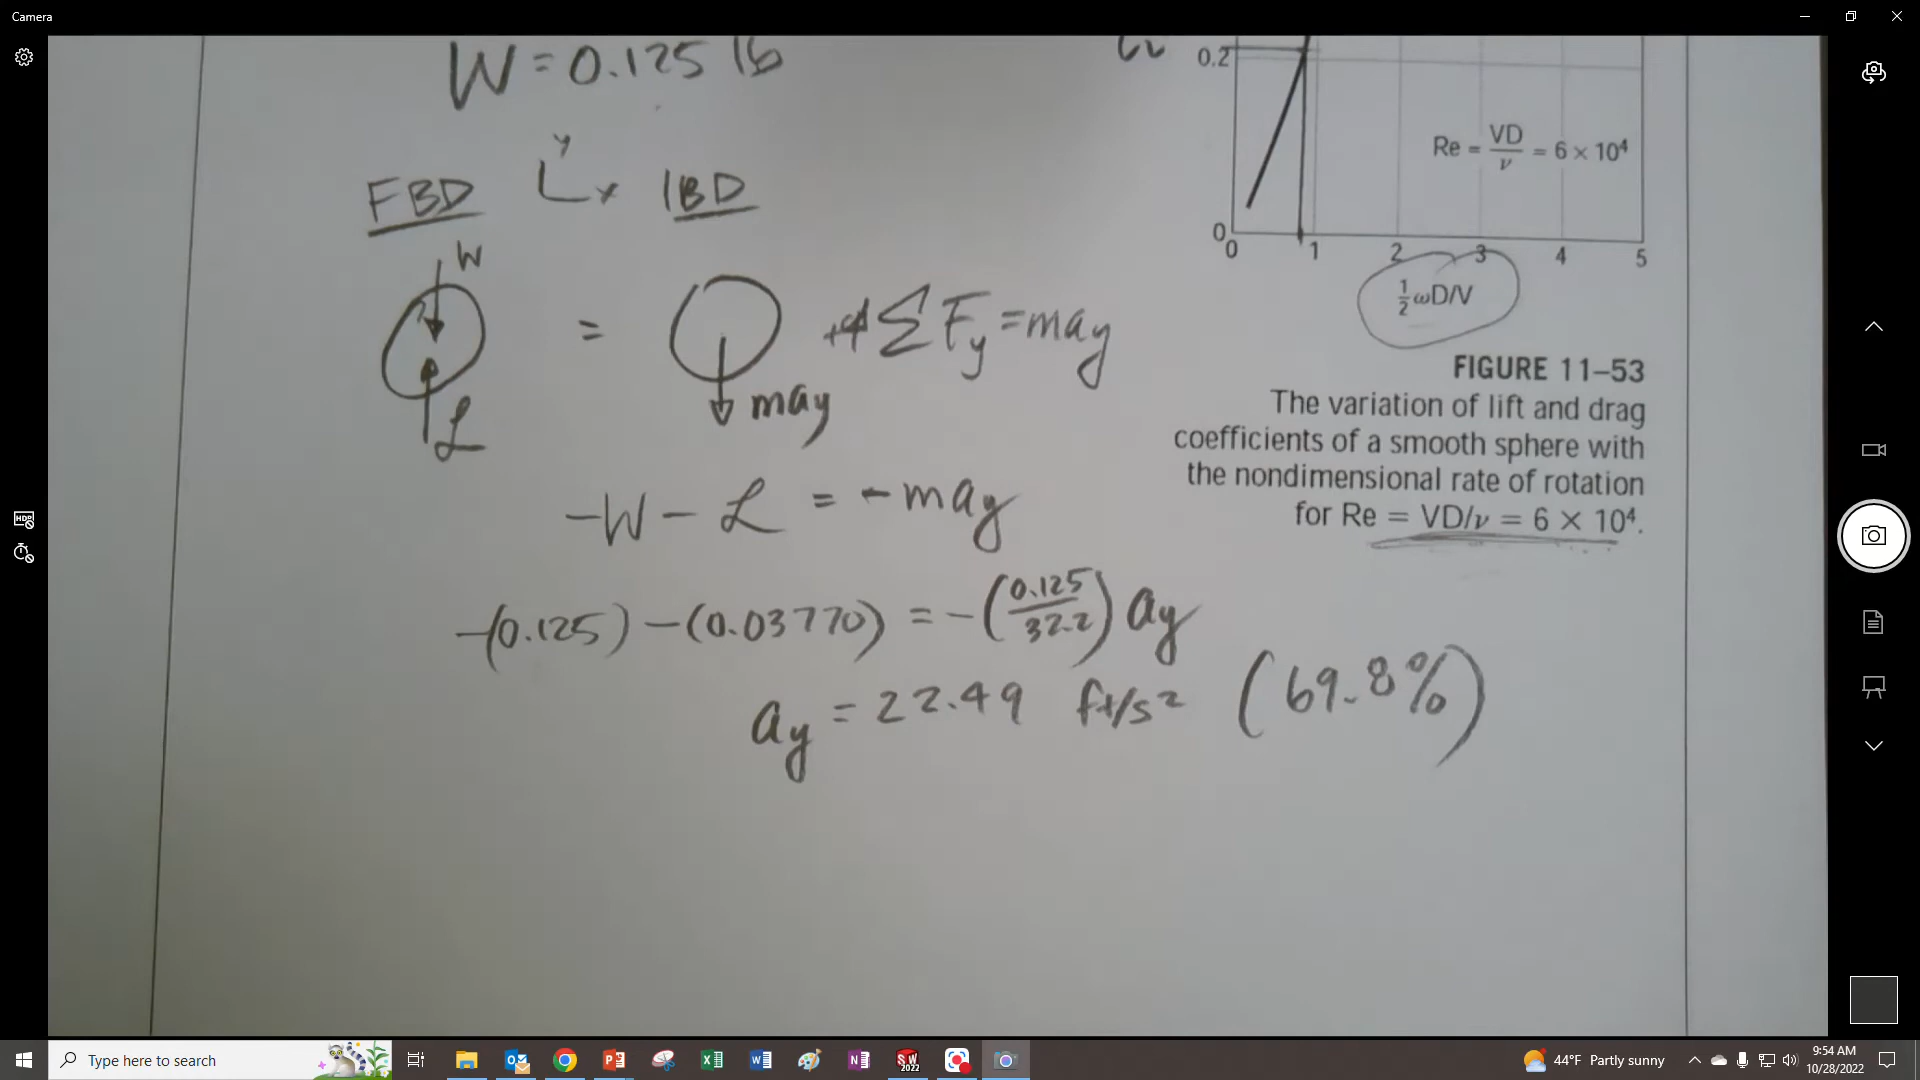 Camera
W = 0.125 lb
0.2
Re = VD/ν = 6 × 10⁴
0
0 1 2 3 4 5
½ωD/V
FBD y x IBD
W
= +↑ΣFy = may
may
L
FIGURE 11–53
The variation of lift and drag
coefficients of a smooth sphere with
the nondimensional rate of rotation
for Re = VD/ν = 6 × 10⁴.
-W - L = - may
-(0.125) - (0.03770) = -(0.125/32.2) ay
ay = 22.49 ft/s² (69.8%)
Type here to search
2022
44°F Partly sunny
9:54 AM
10/28/2022